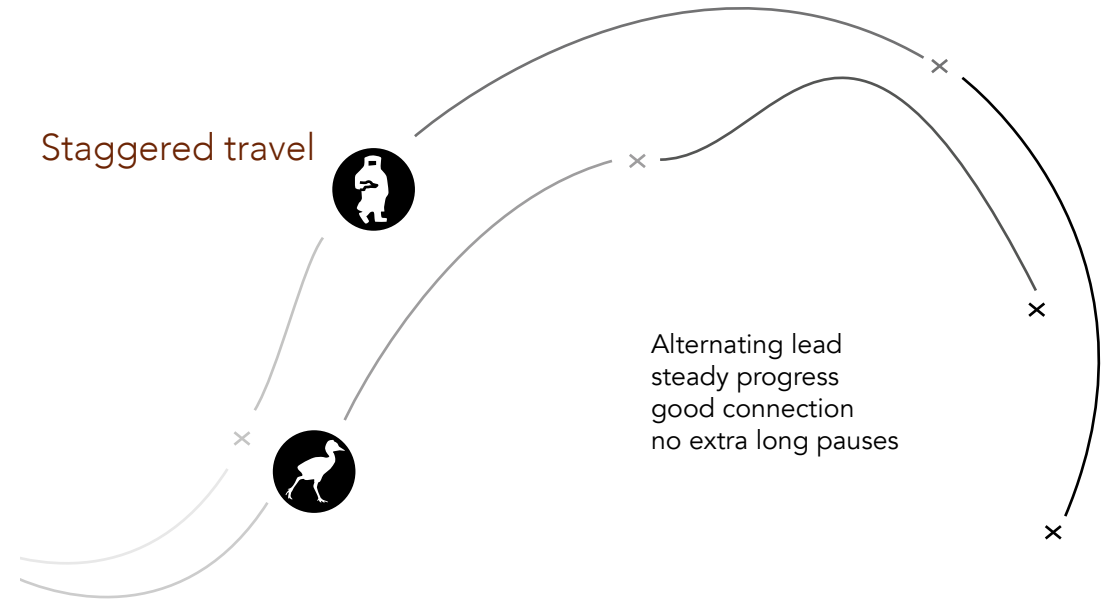 Staggered travel
Alternating lead
steady progress
good connection
no extra long pauses